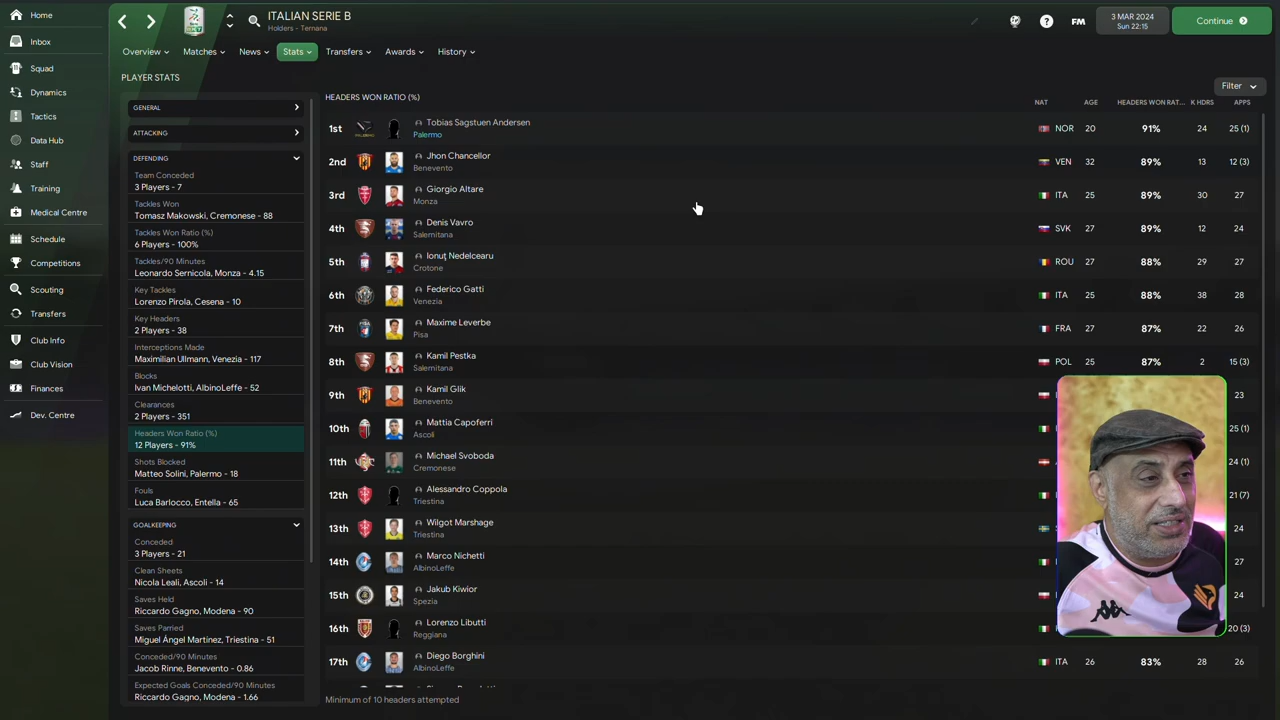 Home
Inbox
Squad
Dynamics
Tactics
Data Hub
Staff
Training
Medical Centre
Schedule
Competitions
Scouting
Transfers
Club Info
Club Vision
Finances
Dev. Centre
ITALIAN SERIE B
Holders - Ternana
FM
3 MAR 2024
Sun 22:15
Continue
Overview
Matches
News
Stats
Transfers
Awards
History
PLAYER STATS
GENERAL
ATTACKING
DEFENDING
Team Conceded
3 Players - 7
Tackles Won
Tomasz Makowski, Cremonese - 88
Tackles Won Ratio (%)
6 Players - 100%
Tackles/90 Minutes
Leonardo Sernicola, Monza - 4.15
Key Tackles
Lorenzo Pirola, Cesena - 10
Key Headers
2 Players - 38
Interceptions Made
Maximilian Ullmann, Venezia - 117
Blocks
Ivan Michelotti, AlbinoLeffe - 52
Clearances
2 Players - 351
Headers Won Ratio (%)
12 Players - 91%
Shots Blocked
Matteo Solini, Palermo - 18
Fouls
Luca Barlocco, Entella - 65
GOALKEEPING
Conceded
3 Players - 21
Clean Sheets
Nicola Leali, Ascoli - 14
Saves Held
Riccardo Gagno, Modena - 90
Saves Parried
Miguel Ángel Martínez, Triestina - 51
Conceded/90 Minutes
Jacob Rinne, Benevento - 0.86
Expected Goals Conceded/90 Minutes
Riccardo Gagno, Modena - 1.66
Filter
HEADERS WON RATIO (%)
NAT AGE HEADERS WON RAT... K HDRS APPS
1st Tobias Sagstuen Andersen NOR 20 91% 24 25 (1)
Palermo
2nd Jhon Chancellor VEN 32 89% 13 12 (3)
Benevento
3rd Giorgio Altare ITA 25 89% 30 27
Monza
4th Denis Vavro SVK 27 89% 12 24
Salernitana
5th Ionuț Nedelcearu ROU 27 88% 29 27
Crotone
6th Federico Gatti ITA 25 88% 38 28
Venezia
7th Maxime Leverbe FRA 27 87% 22 26
Pisa
8th Kamil Pestka POL 25 87% 2 15 (3)
Salernitana
9th Kamil Glik 23
Benevento
10th Mattia Capoferri 25 (1)
Ascoli
11th Michael Svoboda 24 (1)
Cremonese
12th Alessandro Coppola 21 (7)
Triestina
13th Wilgot Marshage 24
Triestina
14th Marco Nichetti 27
AlbinoLeffe
15th Jakub Kiwior 24
Spezia
16th Lorenzo Libutti 20 (3)
Reggiana
17th Diego Borghini ITA 26 83% 28 26
AlbinoLeffe
Minimum of 10 headers attempted